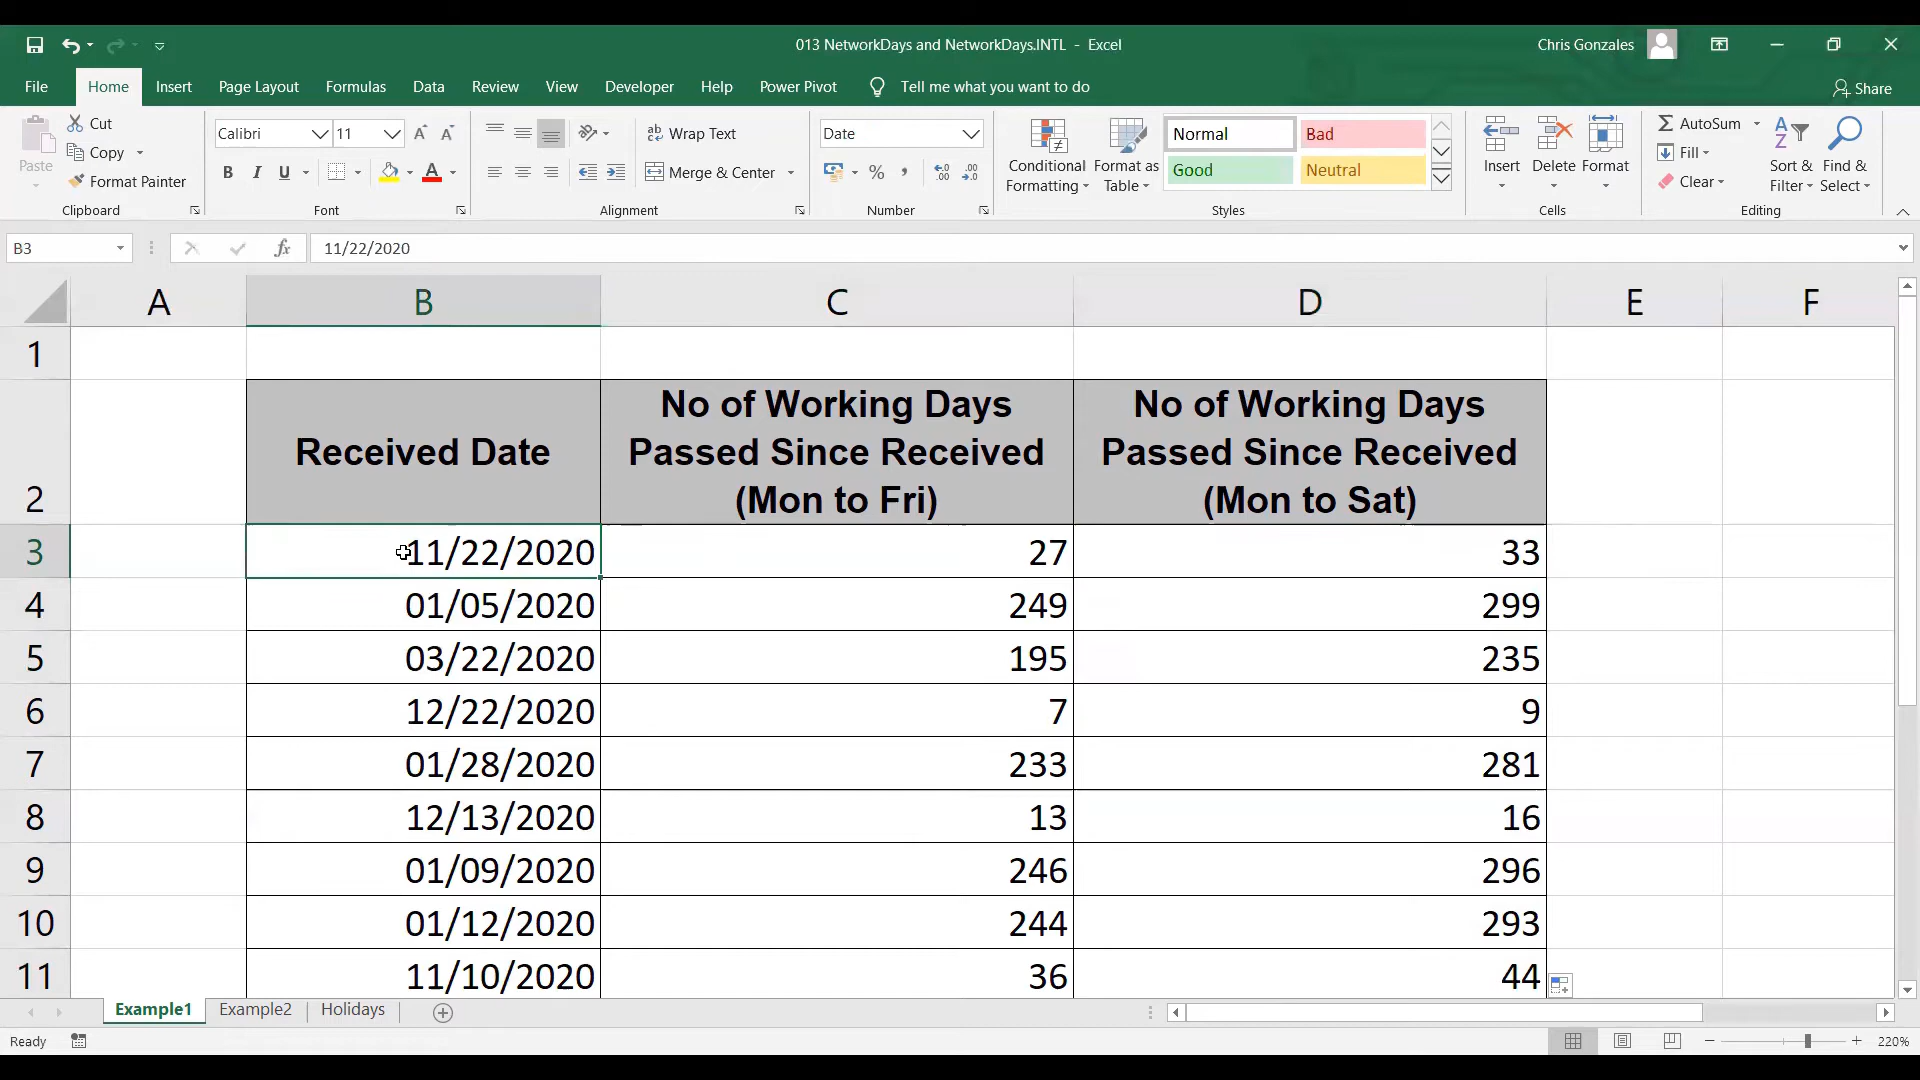 013 NetworkDays and NetworkDays.INTL - Excel
Chris Gonzales
File Home Insert Page Layout Formulas Data Review View Developer Help Power Pivot Tell me what you want to do Share
Paste
Cut
Copy
Format Painter
Clipboard
Calibri 11
B I U A
Font
Wrap Text
Merge & Center
Alignment
Date
% ,
Number
Conditional Formatting
Format as Table
Normal Bad
Good Neutral
Styles
Insert Delete Format
Cells
AutoSum
Fill
Clear
Sort & Filter
Find & Select
Editing
B3 fx 11/22/2020
A B C D E F
1
2 Received Date
No of Working Days Passed Since Received (Mon to Fri)
No of Working Days Passed Since Received (Mon to Sat)
3 11/22/2020 27 33
4 01/05/2020 249 299
5 03/22/2020 195 235
6 12/22/2020 7 9
7 01/28/2020 233 281
8 12/13/2020 13 16
9 01/09/2020 246 296
10 01/12/2020 244 293
11 11/10/2020 36 44
Example1 Example2 Holidays
Ready 220%